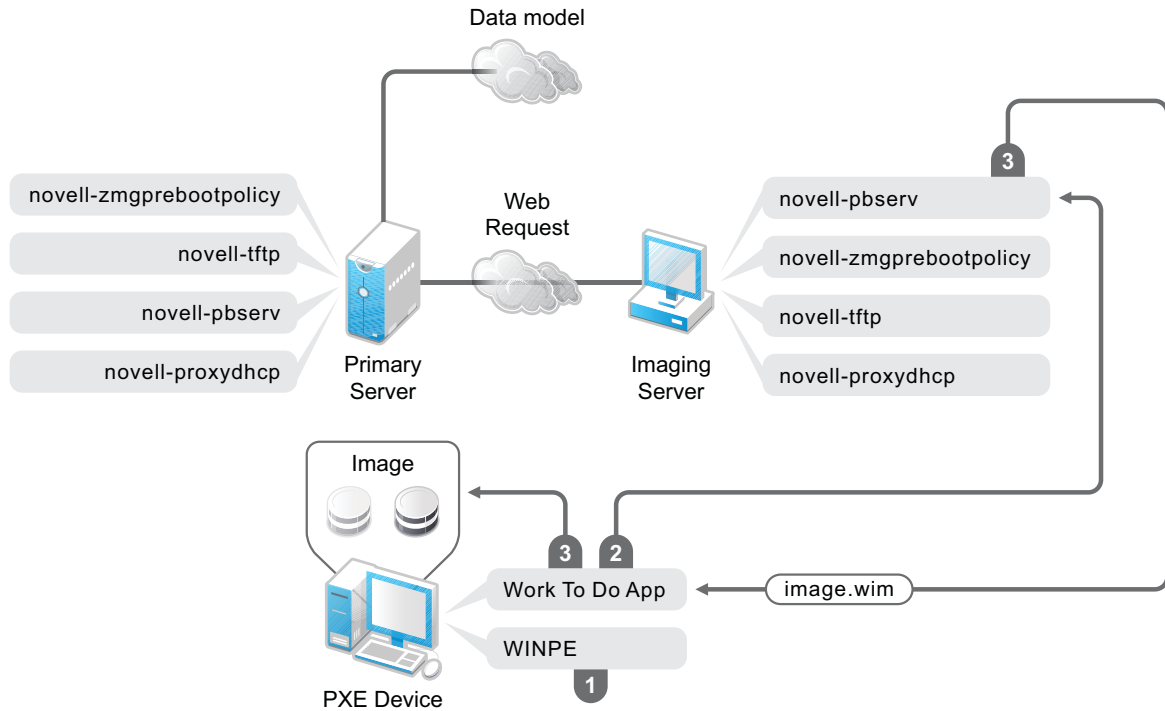 Data model
3
novell-zmgprebootpolicy
novell-tftp
novell-pbserv
novell-proxydhcp
Primary
Server
Web
Request
Imaging
Server
novell-pbserv
novell-zmgprebootpolicy
novell-tftp
novell-proxydhcp
Image
3
2
Work To Do App
image.wim
WINPE
1
PXE Device